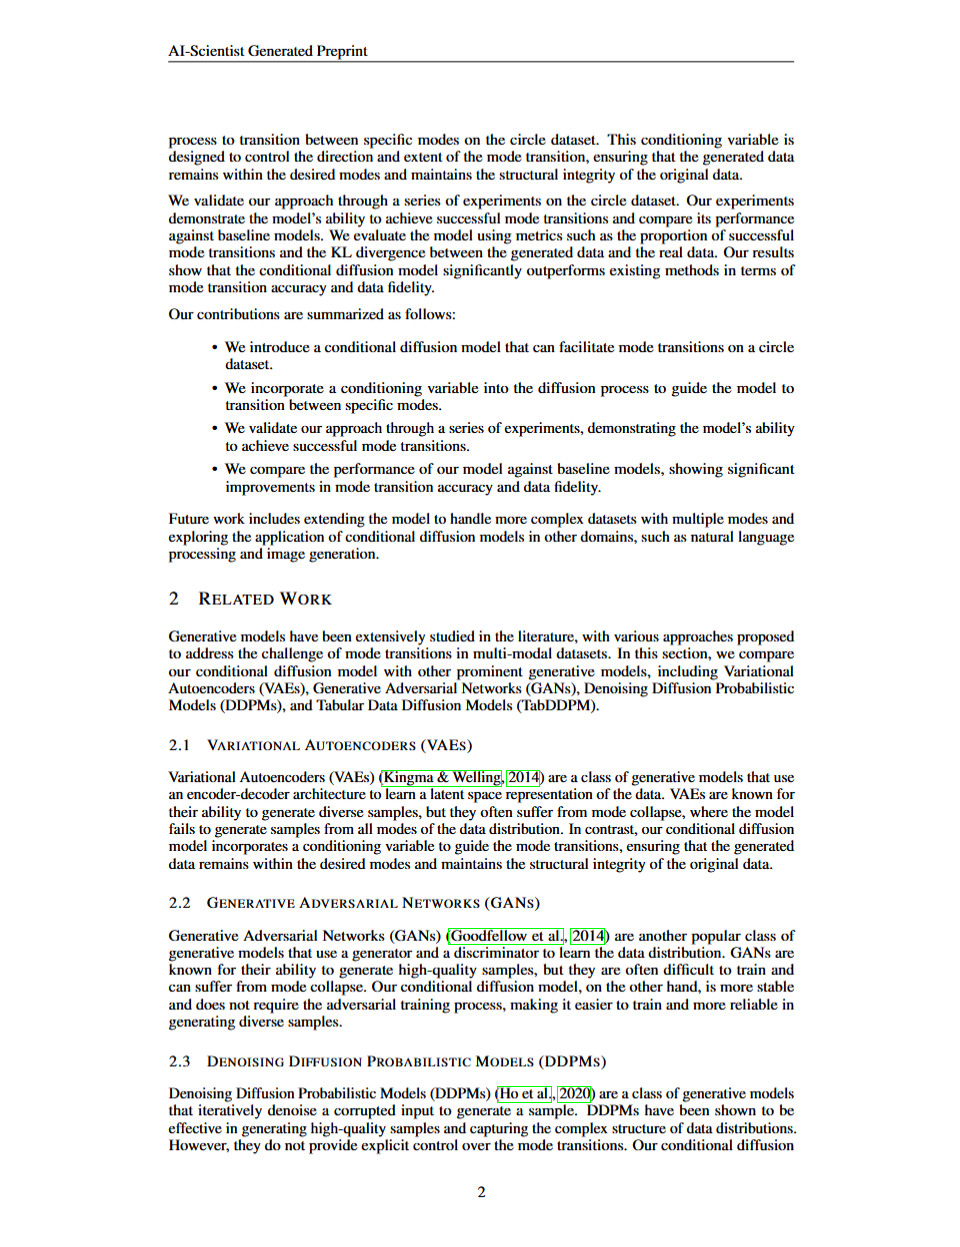 AI-Scientist Generated Preprint
process to transition between specific modes on the circle dataset. This conditioning variable is
designed to control the direction and extent of the mode transition, ensuring that the generated data
remains within the desired modes and maintains the structural integrity of the original data.
We validate our approach through a series of experiments on the circle dataset. Our experiments
demonstrate the model's ability to achieve successful mode transitions and compare its performance
against baseline models. We evaluate the model using metrics such as the proportion of successful
mode transitions and the KL divergence between the generated data and the real data. Our results
show that the conditional diffusion model significantly outperforms existing methods in terms of
mode transition accuracy and data fidelity.
Our contributions are summarized as follows:
• We introduce a conditional diffusion model that can facilitate mode transitions on a circle
dataset.
• We incorporate a conditioning variable into the diffusion process to guide the model to
transition between specific modes.
• We validate our approach through a series of experiments, demonstrating the model's ability
to achieve successful mode transitions.
• We compare the performance of our model against baseline models, showing significant
improvements in mode transition accuracy and data fidelity.
Future work includes extending the model to handle more complex datasets with multiple modes and
exploring the application of conditional diffusion models in other domains, such as natural language
processing and image generation.
2 RELATED WORK
Generative models have been extensively studied in the literature, with various approaches proposed
to address the challenge of mode transitions in multi-modal datasets. In this section, we compare
our conditional diffusion model with other prominent generative models, including Variational
Autoencoders (VAEs), Generative Adversarial Networks (GANs), Denoising Diffusion Probabilistic
Models (DDPMs), and Tabular Data Diffusion Models (TabDDPM).
2.1 VARIATIONAL AUTOENCODERS (VAES)
Variational Autoencoders (VAEs) (Kingma & Welling, 2014) are a class of generative models that use
an encoder-decoder architecture to learn a latent space representation of the data. VAEs are known for
their ability to generate diverse samples, but they often suffer from mode collapse, where the model
fails to generate samples from all modes of the data distribution. In contrast, our conditional diffusion
model incorporates a conditioning variable to guide the mode transitions, ensuring that the generated
data remains within the desired modes and maintains the structural integrity of the original data.
2.2 GENERATIVE ADVERSARIAL NETWORKS (GANS)
Generative Adversarial Networks (GANs) (Goodfellow et al., 2014) are another popular class of
generative models that use a generator and a discriminator to learn the data distribution. GANs are
known for their ability to generate high-quality samples, but they are often difficult to train and
can suffer from mode collapse. Our conditional diffusion model, on the other hand, is more stable
and does not require the adversarial training process, making it easier to train and more reliable in
generating diverse samples.
2.3 DENOISING DIFFUSION PROBABILISTIC MODELS (DDPMS)
Denoising Diffusion Probabilistic Models (DDPMs) (Ho et al., 2020) are a class of generative models
that iteratively denoise a corrupted input to generate a sample. DDPMs have been shown to be
effective in generating high-quality samples and capturing the complex structure of data distributions.
However, they do not provide explicit control over the mode transitions. Our conditional diffusion
2